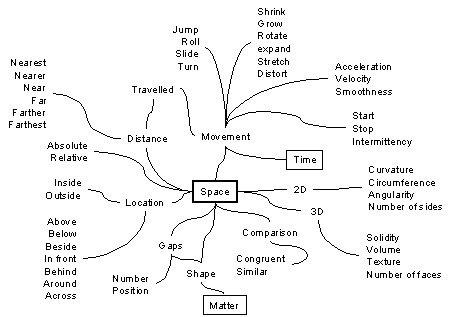 Shrink
Grow
Rotate
expand
Stretch
Distort
Jump
Roll
Slide
Turn
Nearest
Nearer
Near
Far
Farther
Farthest
Travelled
Acceleration
Velocity
Smoothness
Start
Stop
Intermittency
Distance
Movement
Absolute
Relative
Time
Inside
Outside
Location
Space
2D
3D
Curvature
Circumference
Angularity
Number of sides
Above
Below
Beside
In front
Behind
Around
Across
Gaps
Comparison
Solidity
Volume
Texture
Number of faces
Number
Position
Shape
Congruent
Similar
Matter